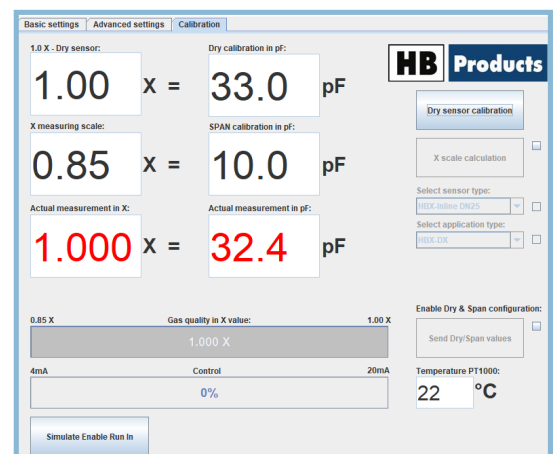 Basic settings Advanced settings Calibration
1.0 X - Dry sensor: Dry calibration in pF:
1.00 X = 33.0 pF
HB Products
Dry sensor calibration
X measuring scale: SPAN calibration in pF:
0.85 X = 10.0 pF
X scale calculation
Select sensor type:
HBX-Inline DN25
Actual measurement in X: Actual measurement in pF:
1.000 X = 32.4 pF
Select application type:
HBX-DX
Enable Dry & Span configuration:
0.85 X Gas quality in X value: 1.00 X
1.000 X
Send Dry/Span values
4mA Control 20mA
0%
Temperature PT1000:
22 °C
Simulate Enable Run In